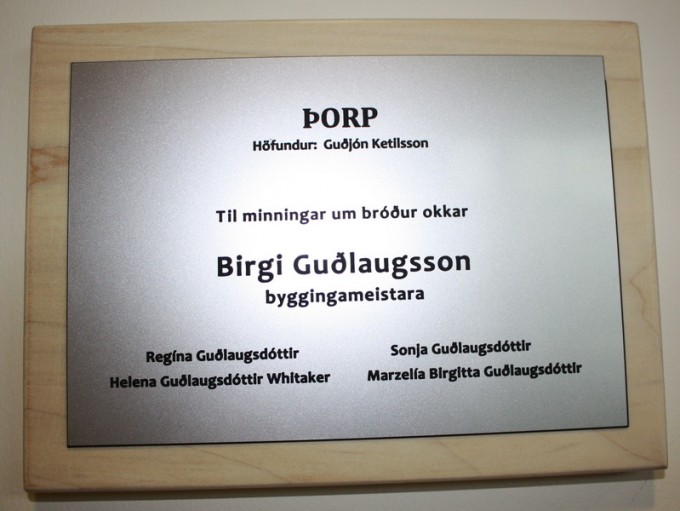 ÞORP
Höfundur: Guðjón Ketilsson
Til minningar um bróður okkar
Birgi Guðlaugsson
byggingameistara
Regína Guðlaugsdóttir Sonja Guðlaugsdóttir
Helena Guðlaugsdóttir Whitaker Marzelía Birgitta Guðlaugsdóttir